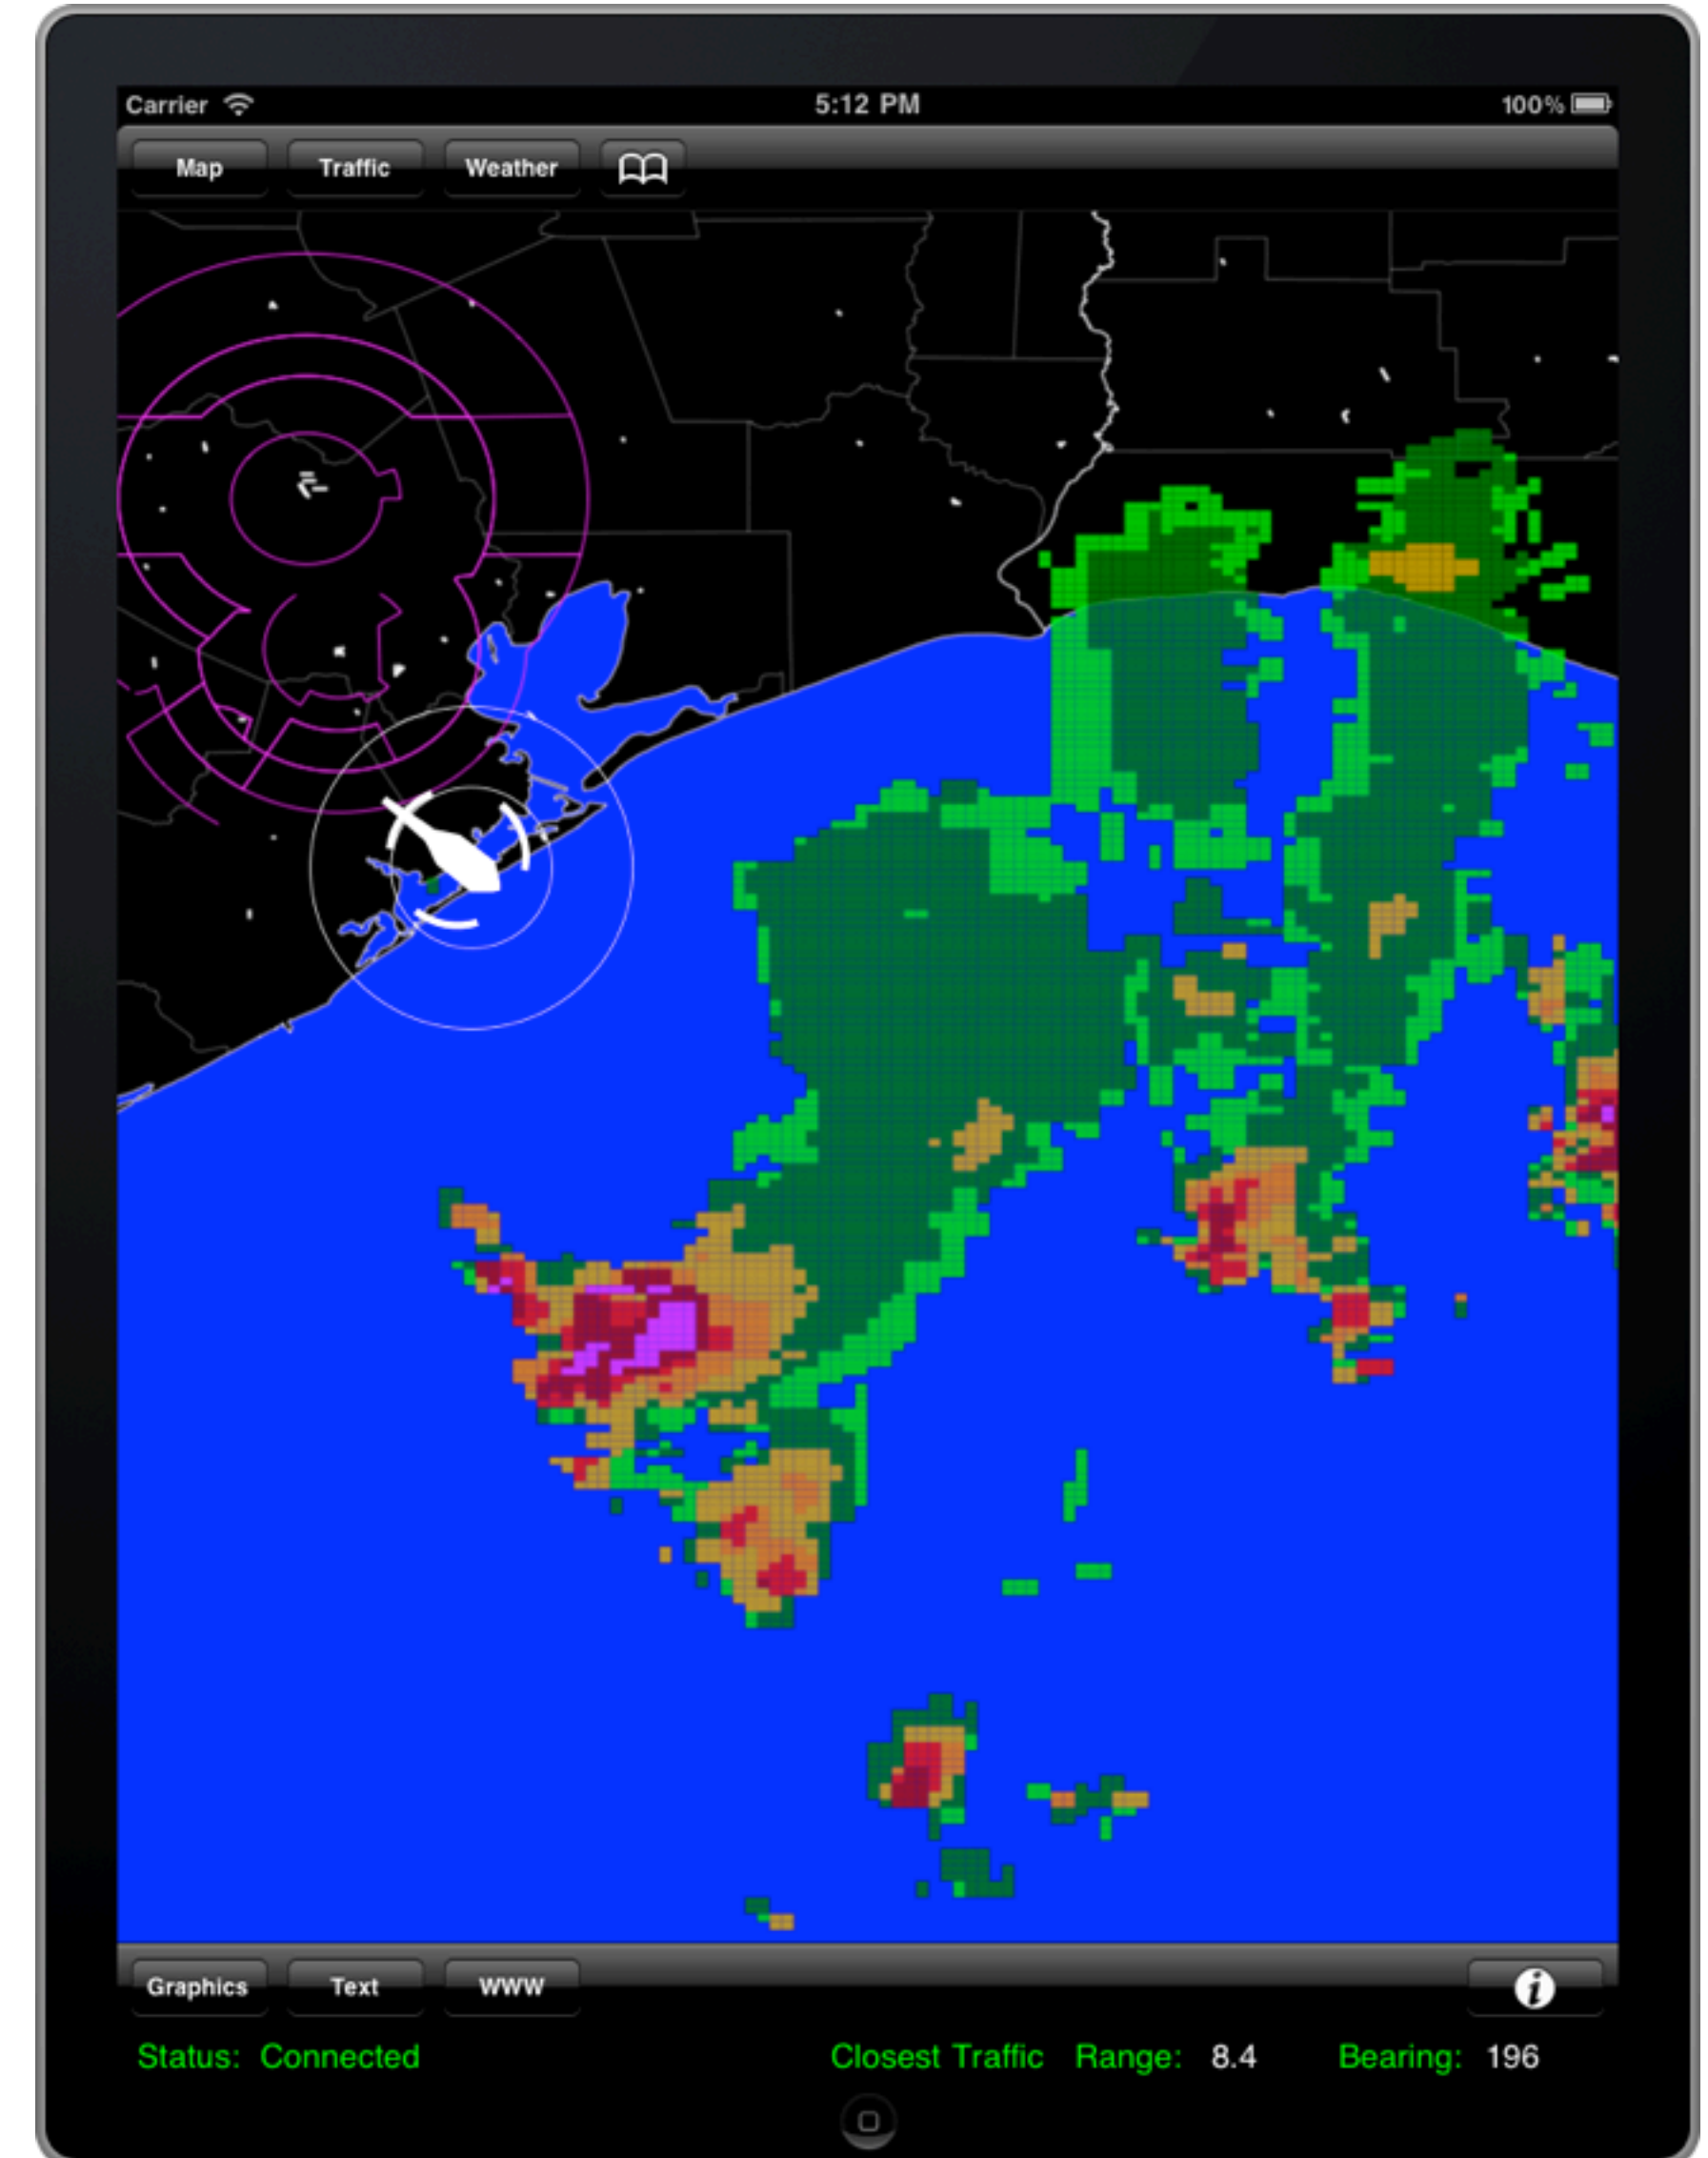 Carrier 5:12 PM 100%
Map Traffic Weather
Graphics Text WWW i
Status: Connected Closest Traffic Range: 8.4 Bearing: 196